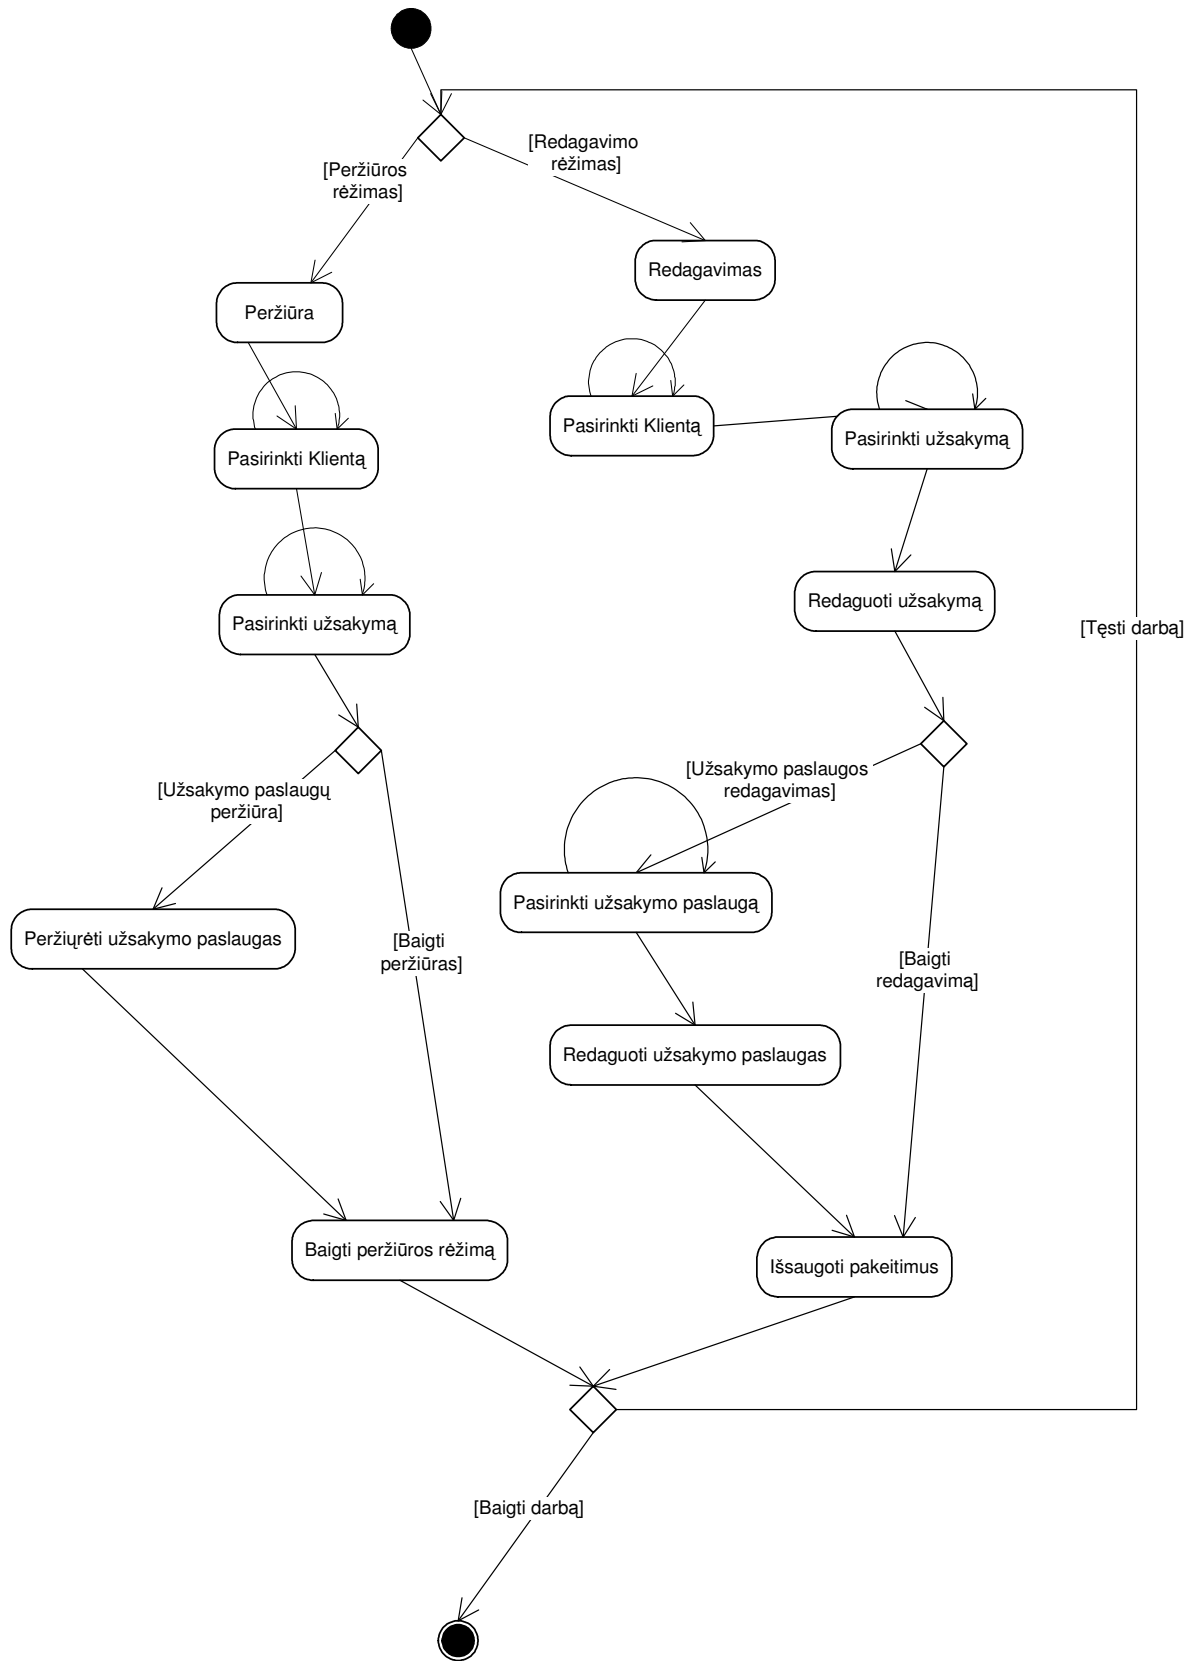 [Redagavimo
rėžimas]
[Peržiūros
rėžimas]
Redagavimas
Peržiūra
Pasirinkti Klientą
Pasirinkti užsakymą
Pasirinkti Klientą
Redaguoti užsakymą
Pasirinkti užsakymą
[Tęsti darbą]
[Užsakymo paslaugos
redagavimas]
[Užsakymo paslaugų
peržiūra]
Pasirinkti užsakymo paslaugą
Peržiųrėti užsakymo paslaugas
[Baigti
peržiūras]
[Baigti
redagavimą]
Redaguoti užsakymo paslaugas
Baigti peržiūros rėžimą
Išsaugoti pakeitimus
[Baigti darbą]